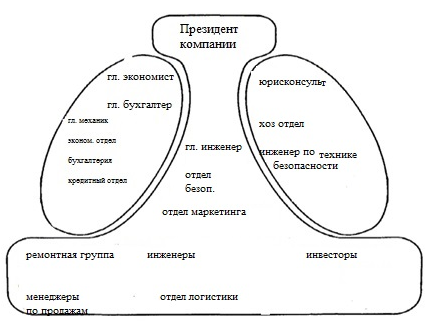 Президент
компании
гл. экономист
гл. бухгалтер
гл. механик
эконом. отдел
бухгалтерия
кредитный отдел
гл. инженер
отдел
безоп.
отдел маркетинга
юрисконсульт
хоз отдел
инженер по технике
безопасности
ремонтная группа инженеры инвесторы
менеджеры отдел логистики
по продажам